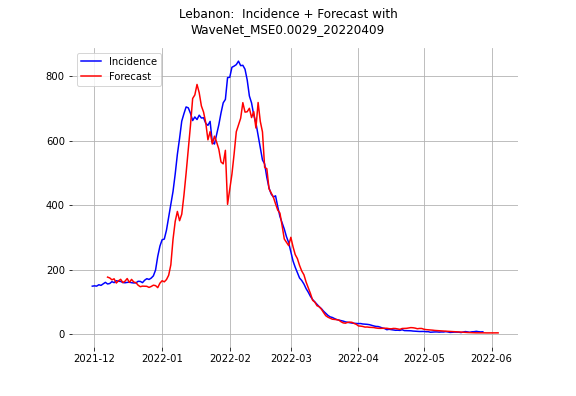 Lebanon:  Incidence + Forecast with
WaveNet_MSE0.0029_20220409
Incidence
Forecast
800
600
400
200
0
2021-12 2022-01 2022-02 2022-03 2022-04 2022-05 2022-06